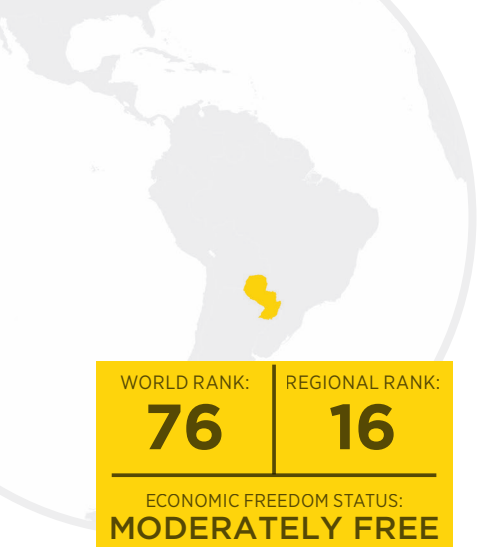 WORLD RANK:
76
REGIONAL RANK:
16
ECONOMIC FREEDOM STATUS:
MODERATELY FREE